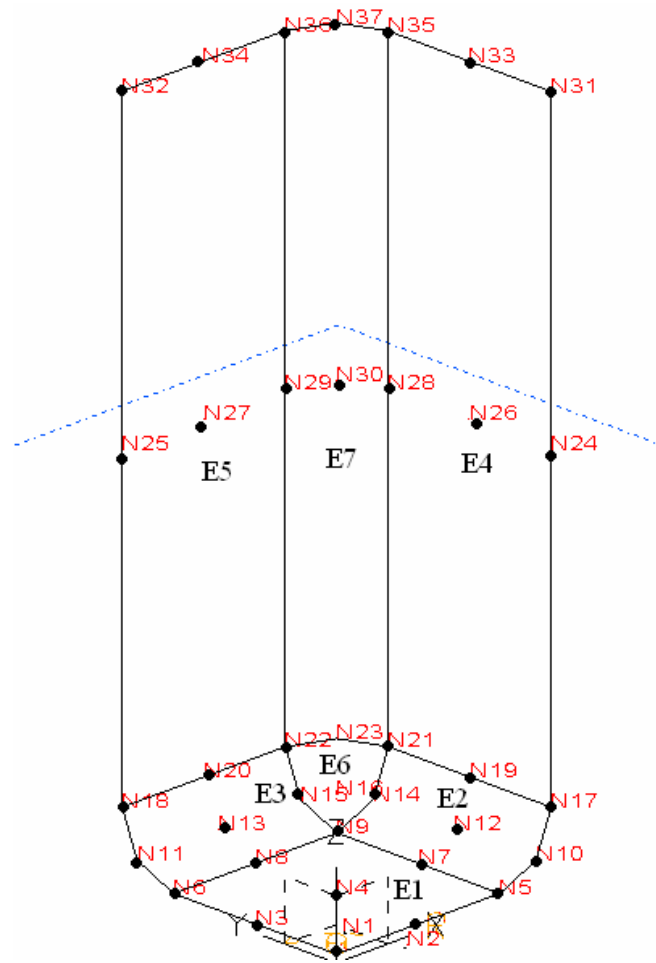 N36 N37 N35
N34 N33
N32 N31
N29 N30 N28
N27 N26
N25 N24
E5 E7 E4
N22 N23 N21
N20 E6 N19
E3 N15 N16 N14 E2
N18 N17
N13 N9 N12
Z
N11 N10
N8 N7
N6 N4 E1 N5
Y N3 N1 N2 X